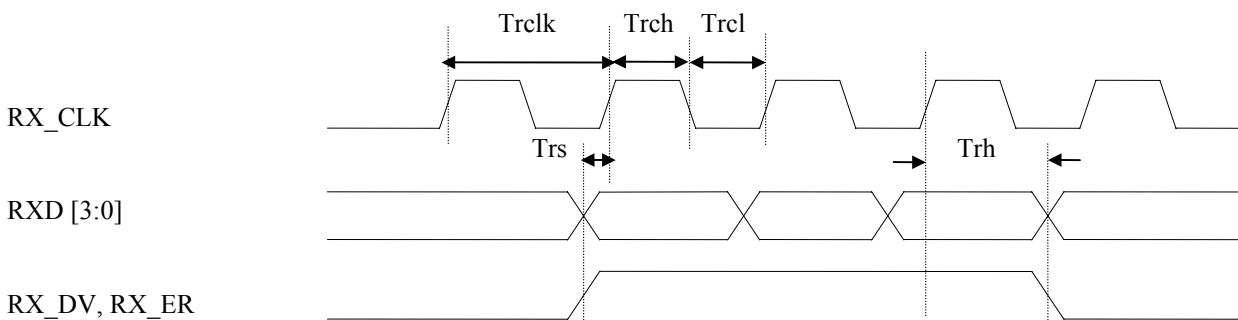 Trclk Trch Trcl
RX_CLK
Trs Trh
RXD [3:0]
RX_DV, RX_ER